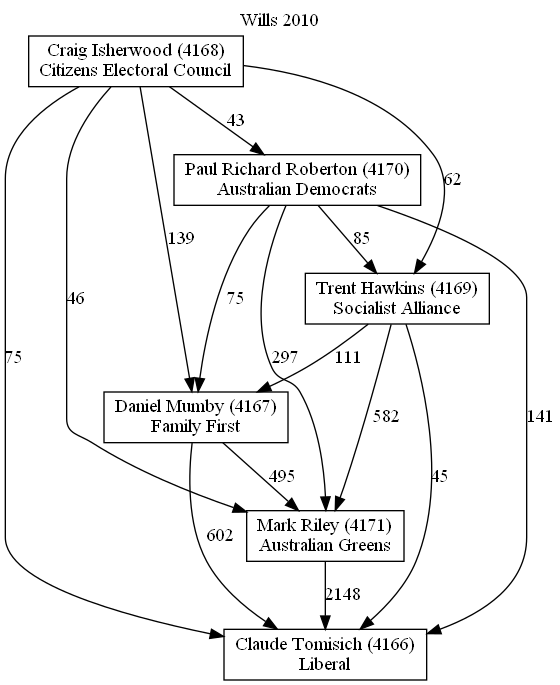 Wills 2010
Craig Isherwood (4168)
Citizens Electoral Council
43
Paul Richard Roberton (4170)
Australian Democrats
62
139
85
46
75
Trent Hawkins (4169)
Socialist Alliance
75
297
111
Daniel Mumby (4167)
Family First
582
141
495
45
Mark Riley (4171)
Australian Greens
602
2148
Claude Tomisich (4166)
Liberal